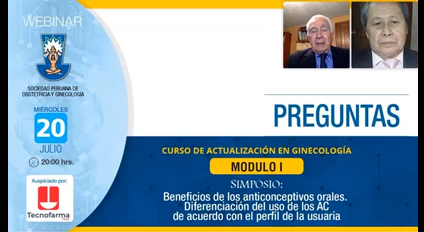 WEBINAR
SOCIEDAD PERUANA DE
OBSTETRICIA Y GINECOLOGÍA
MIÉRCOLES
20
JULIO
20:00 hrs.
Auspiciado por:
Tecnofarma
PREGUNTAS
CURSO DE ACTUALIZACIÓN EN GINECOLOGÍA
MODULO I
SIMPOSIO:
Beneficios de los anticonceptivos orales.
Diferenciación del uso de los AC
de acuerdo con el perfil de la usuaria